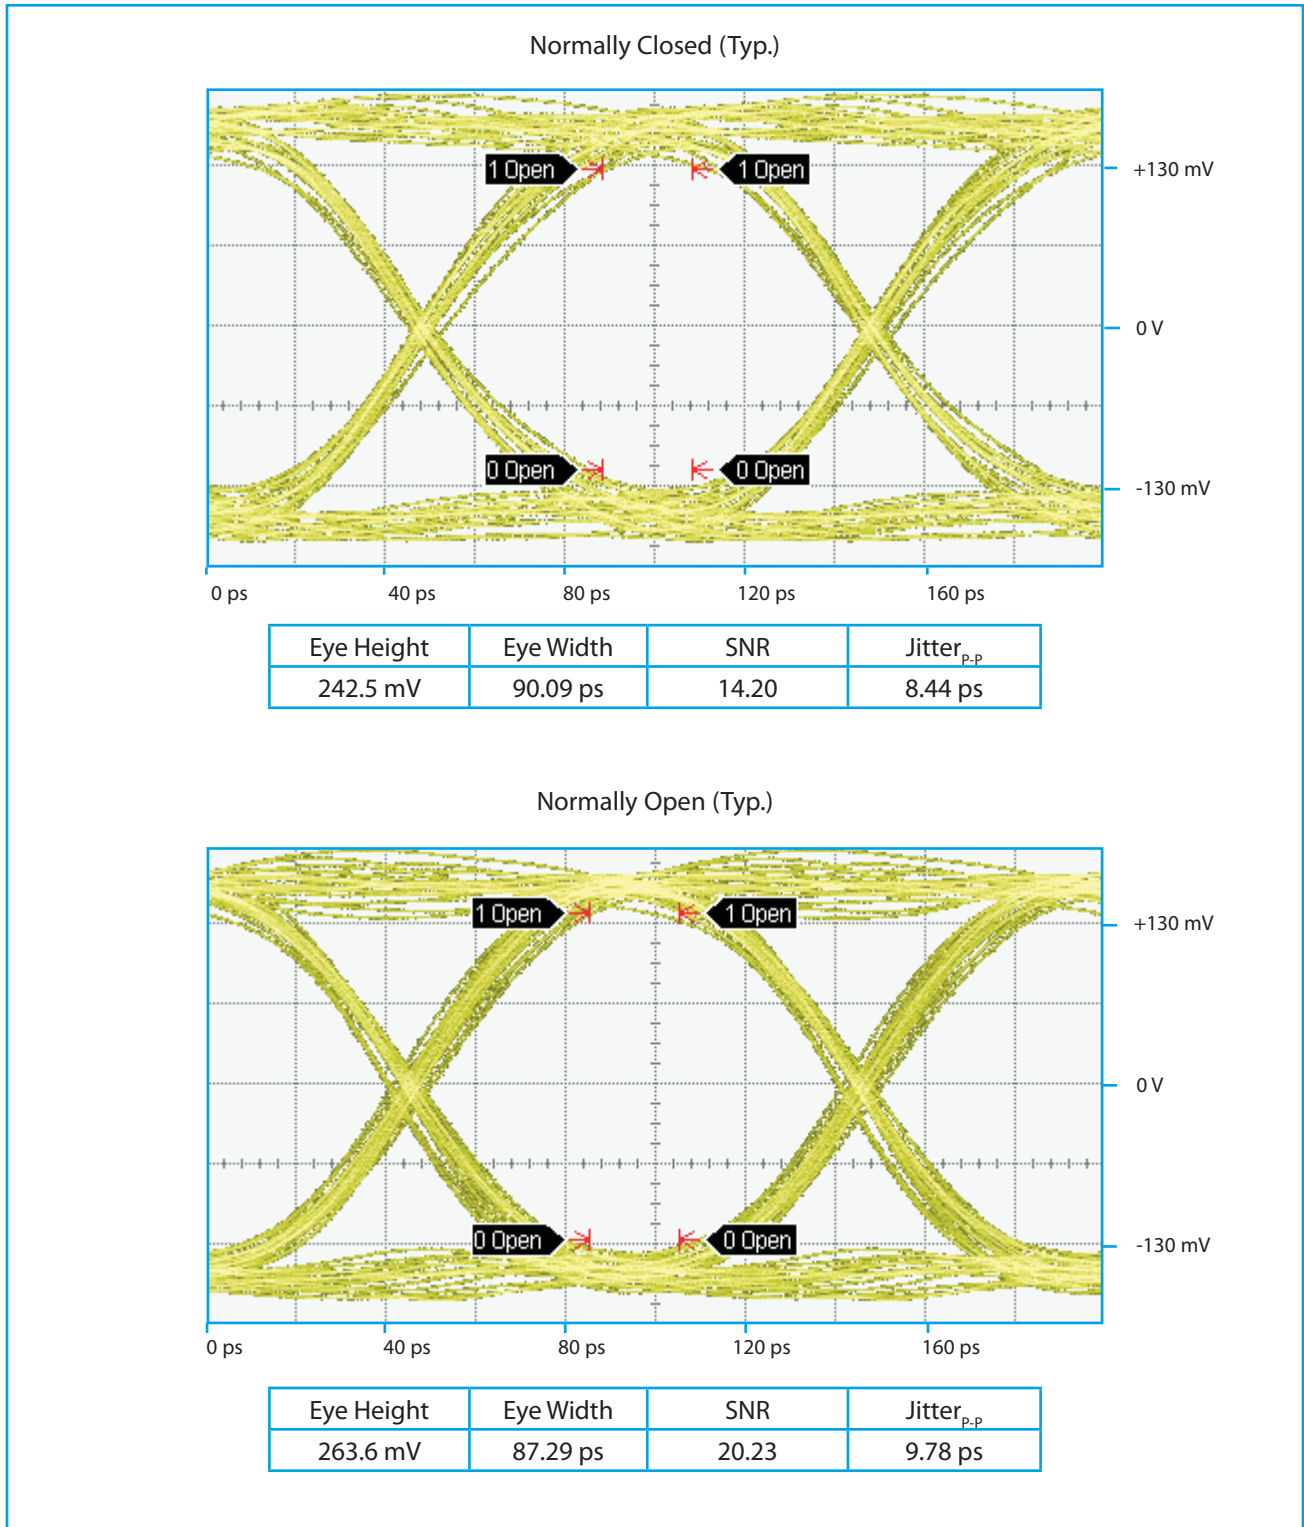 Normally Closed (Typ.)
1 Open 1 Open
+130 mV
0 V
0 Open 0 Open
-130 mV
0 ps 40 ps 80 ps 120 ps 160 ps
Eye Height Eye Width SNR Jitter P-P
242.5 mV 90.09 ps 14.20 8.44 ps
Normally Open (Typ.)
1 Open 1 Open
+130 mV
0 V
0 Open 0 Open
-130 mV
0 ps 40 ps 80 ps 120 ps 160 ps
Eye Height Eye Width SNR Jitter P-P
263.6 mV 87.29 ps 20.23 9.78 ps